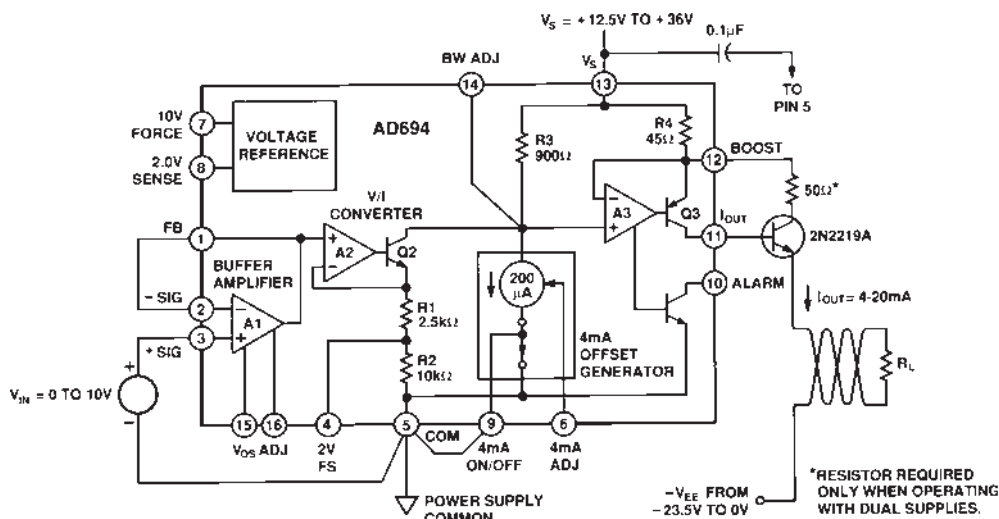 V_S = +12.5V TO +36V
0.1µF
TO
PIN 5
BW ADJ
14
V_S
13
7
10V
FORCE
8
2.0V
SENSE
VOLTAGE
REFERENCE
AD694
R3
900Ω
R4
45Ω
12
BOOST
50Ω*
V/I
CONVERTER
FB
1
A2
Q2
A3
Q3
I_OUT
11
2N2219A
BUFFER
AMPLIFIER
200
µA
10
ALARM
− SIG
2
A1
R1
2.5kΩ
I_OUT = 4-20mA
+ SIG
3
R2
10kΩ
4mA
OFFSET
GENERATOR
R_L
V_IN = 0 TO 10V
15
16
4
5
COM
9
6
V_OS ADJ
2V
FS
4mA
ON/OFF
4mA
ADJ
POWER SUPPLY
COMMON
−V_EE FROM
−23.5V TO 0V
*RESISTOR REQUIRED
ONLY WHEN OPERATING
WITH DUAL SUPPLIES.